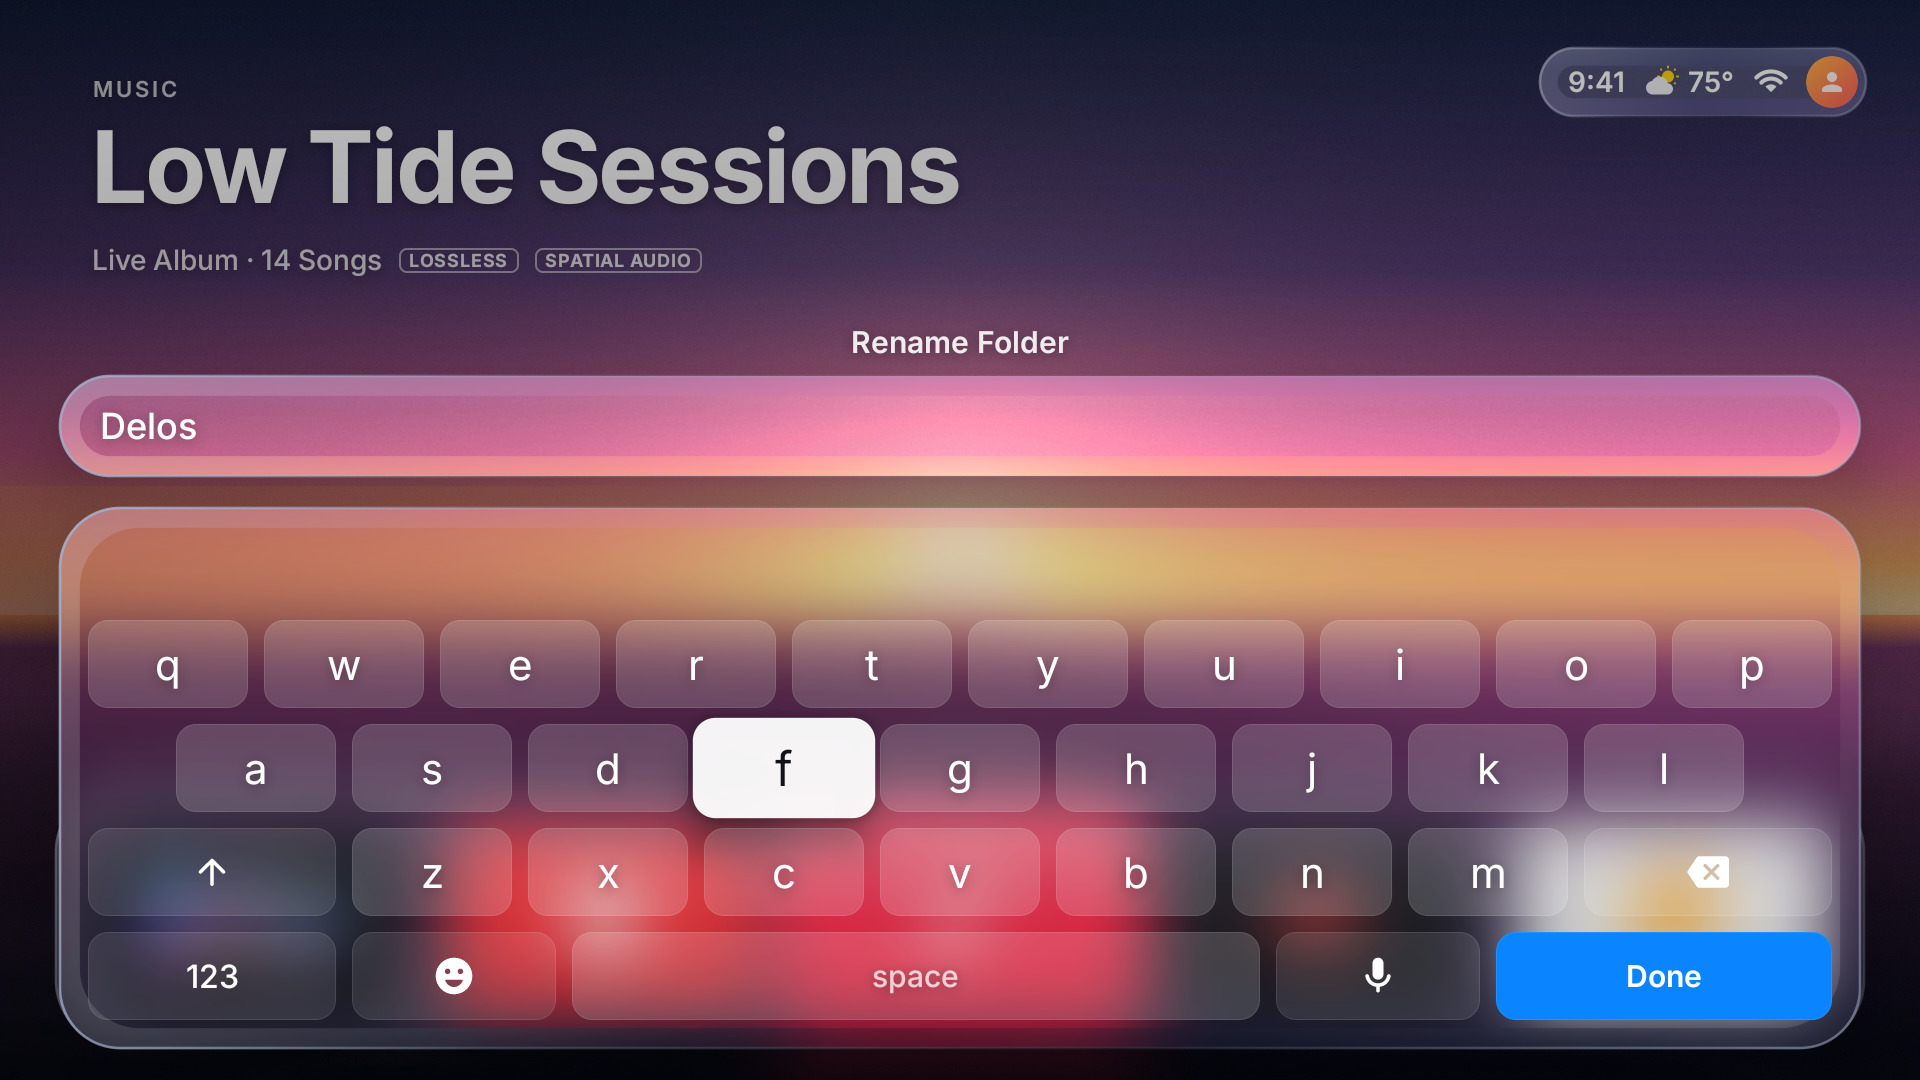 MUSIC
9:41 75°
Low Tide Sessions
Live Album · 14 Songs LOSSLESS SPATIAL AUDIO
Rename Folder
Delos
q w e r t y u i o p
a s d f g h j k l
z x c v b n m
123 space Done